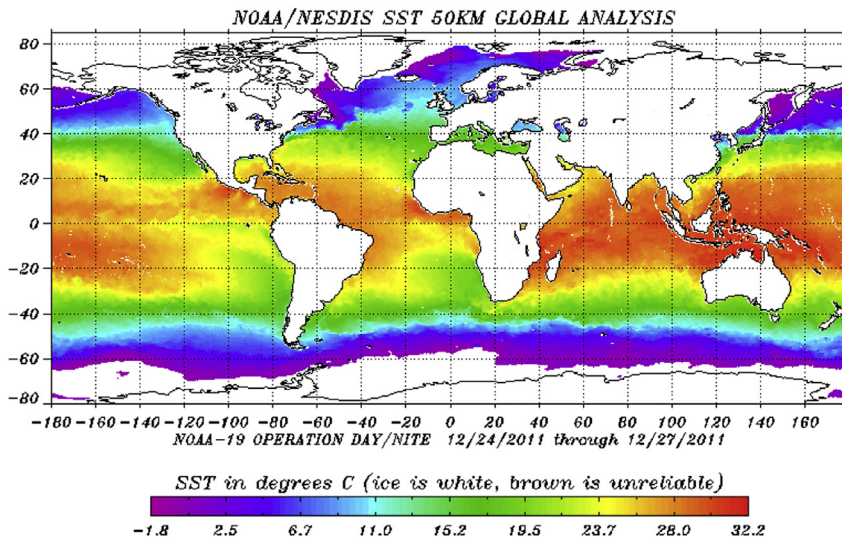 NOAA/NESDIS SST 50KM GLOBAL ANALYSIS
80
60
40
20
0
-20
-40
-60
-80
-180 -160 -140 -120 -100 -80 -60 -40 -20 0 20 40 60 80 100 120 140 160
NOAA-19 OPERATION DAY/NITE 12/24/2011 through 12/27/2011
SST in degrees C (ice is white, brown is unreliable)
-1.8 2.5 6.7 11.0 15.2 19.5 23.7 28.0 32.2